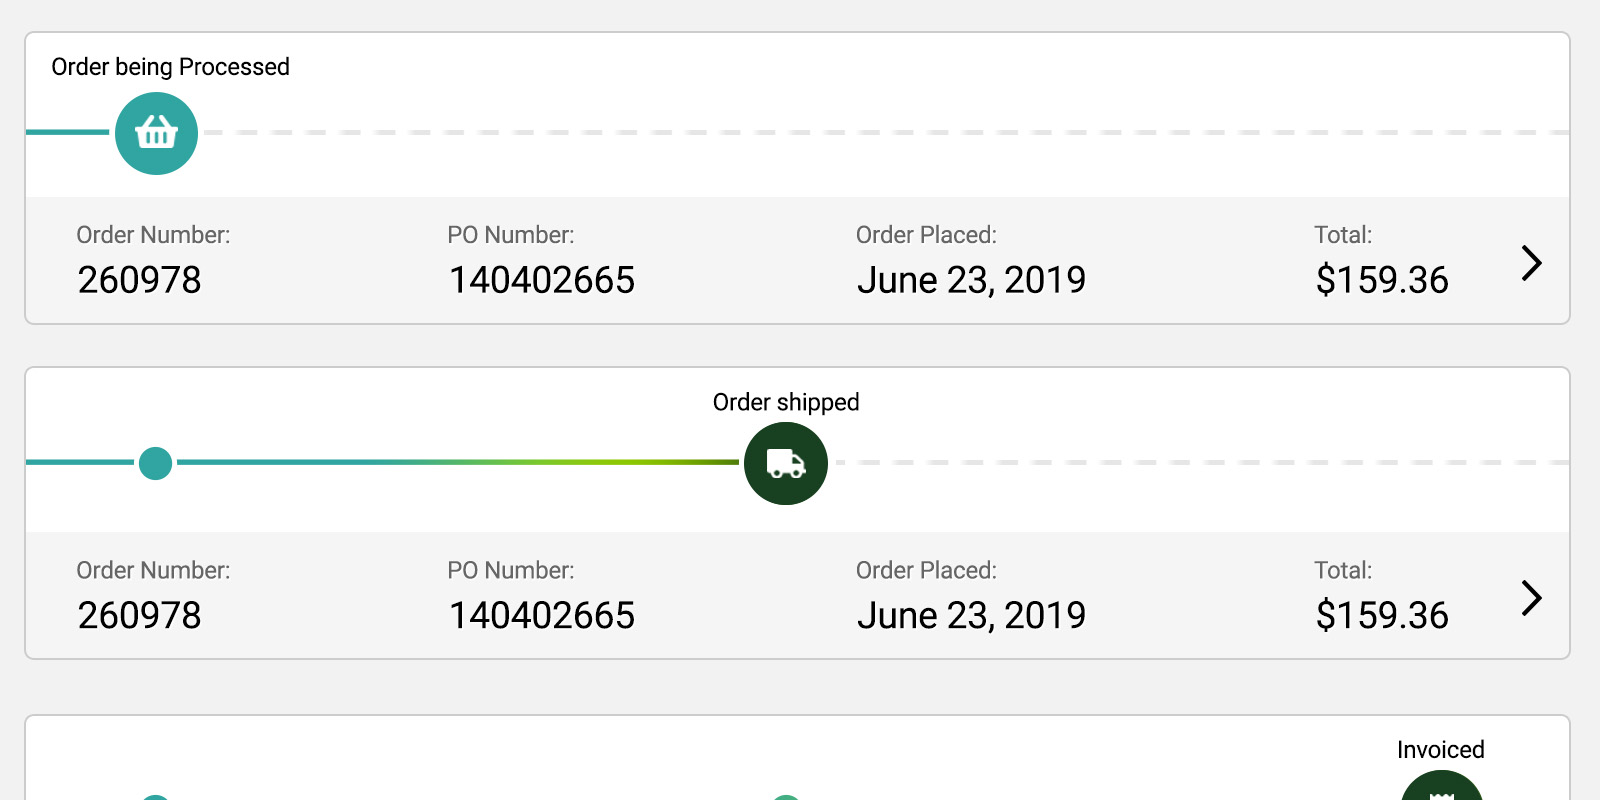 Order being Processed
Order Number: PO Number: Order Placed: Total:
260978 140402665 June 23, 2019 $159.36
Order shipped
Order Number: PO Number: Order Placed: Total:
260978 140402665 June 23, 2019 $159.36
Invoiced